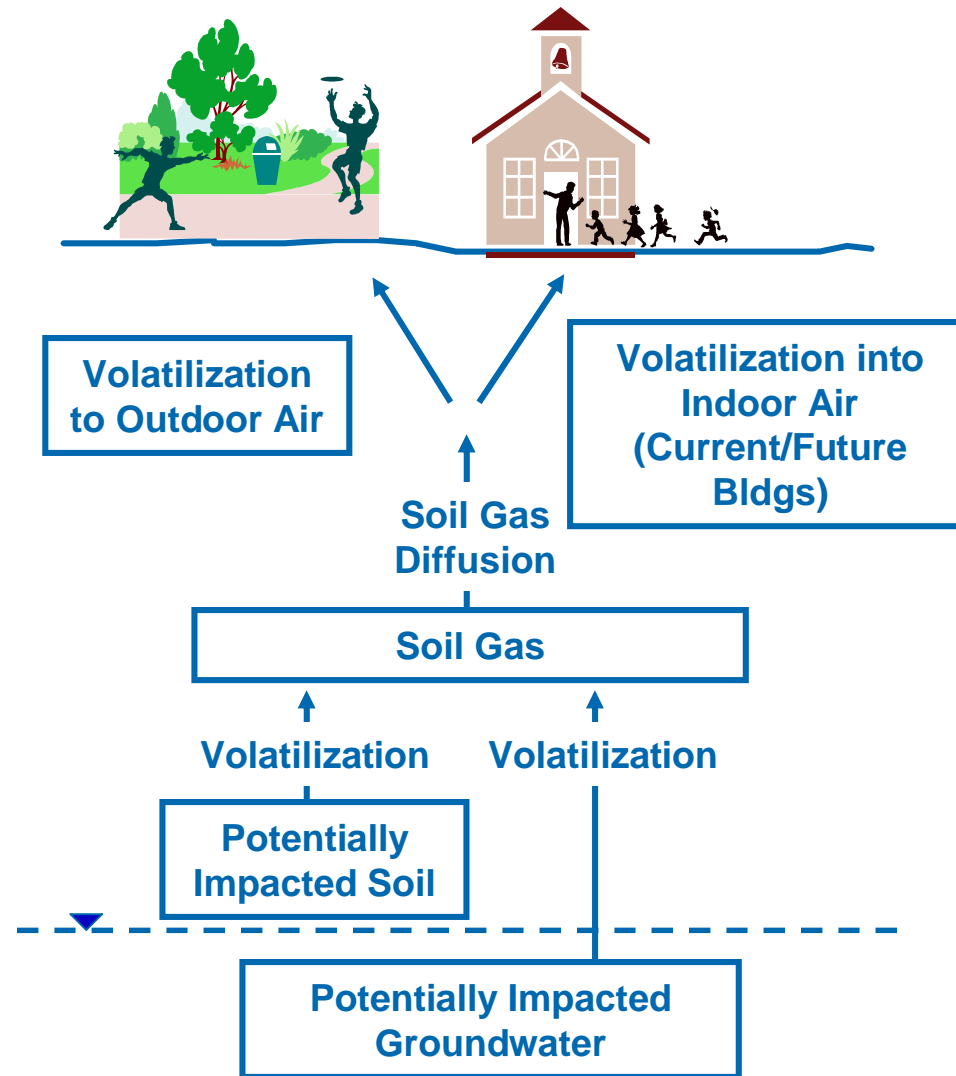 Volatilization
to Outdoor Air
Volatilization into
Indoor Air
(Current/Future
Bldgs)
Soil Gas
Diffusion
Soil Gas
Volatilization
Volatilization
Potentially
Impacted Soil
Potentially Impacted
Groundwater